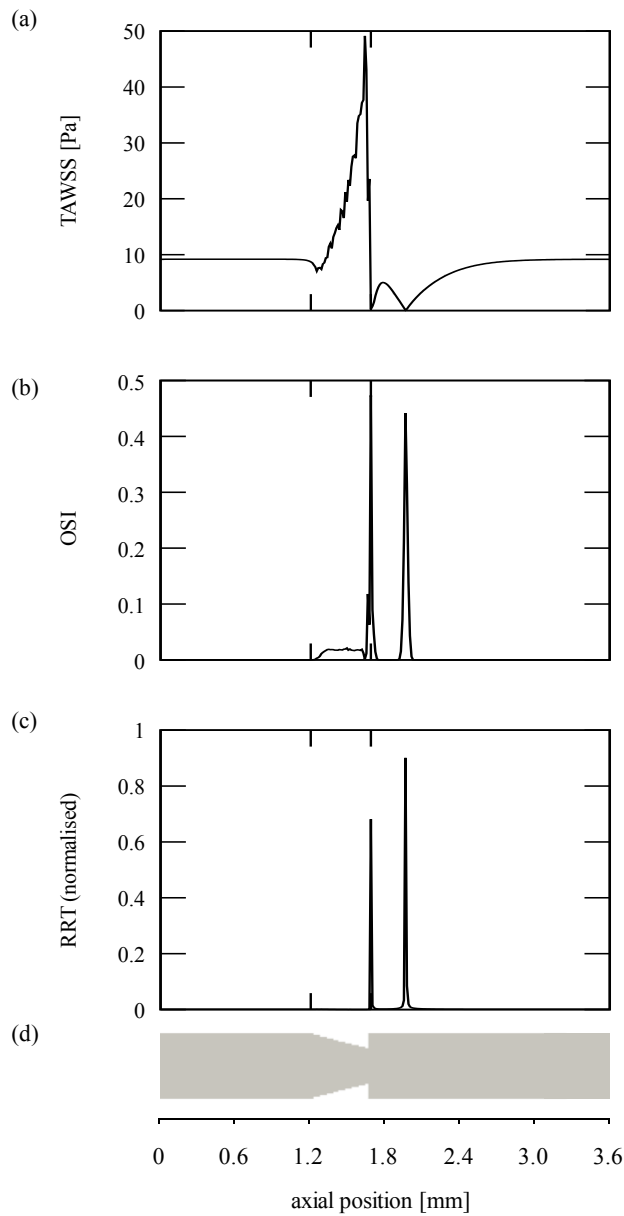 (a)
50
40
30
20
10
0
TAWSS [Pa]
(b)
0.5
0.4
0.3
0.2
0.1
0
OSI
(c)
1
0.8
0.6
0.4
0.2
0
RRT (normalised)
(d)
0 0.6 1.2 1.8 2.4 3.0 3.6
axial position [mm]